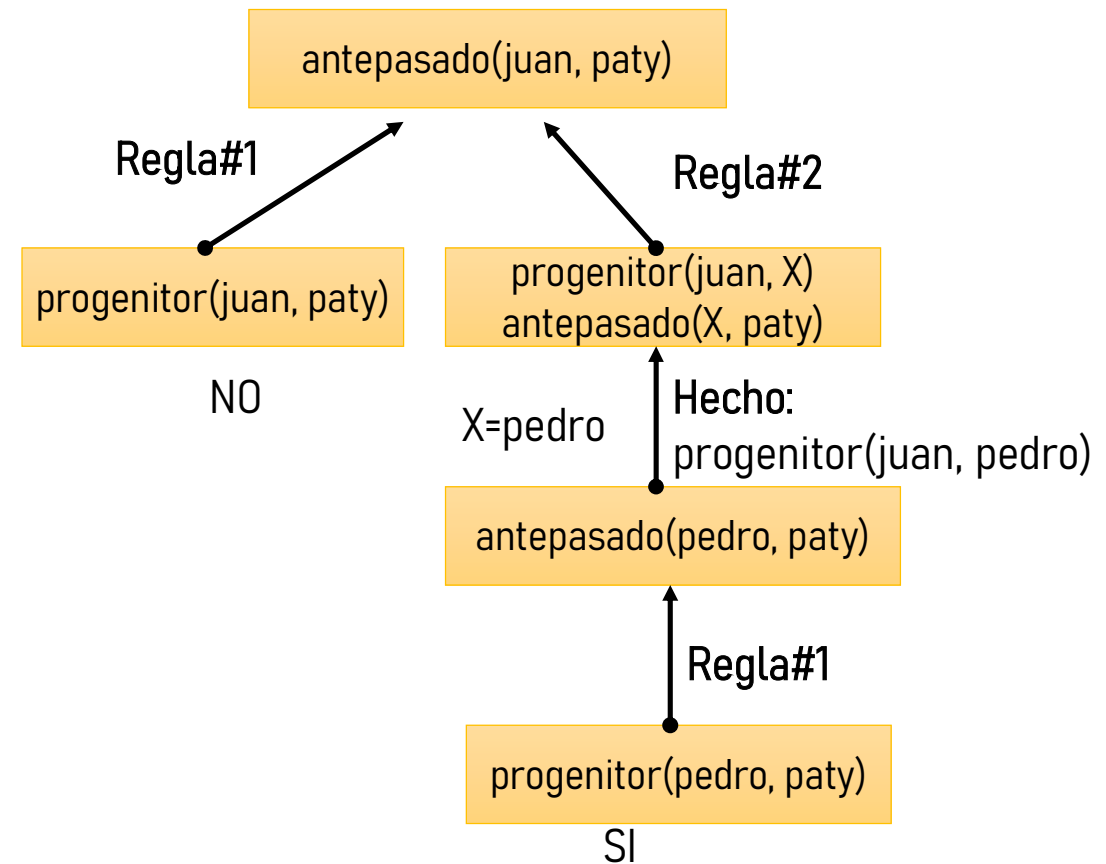 antepasado(juan, paty)
Regla#1
Regla#2
progenitor(juan, paty)
progenitor(juan, X)
antepasado(X, paty)
NO
X=pedro
Hecho:
progenitor(juan, pedro)
antepasado(pedro, paty)
Regla#1
progenitor(pedro, paty)
SI